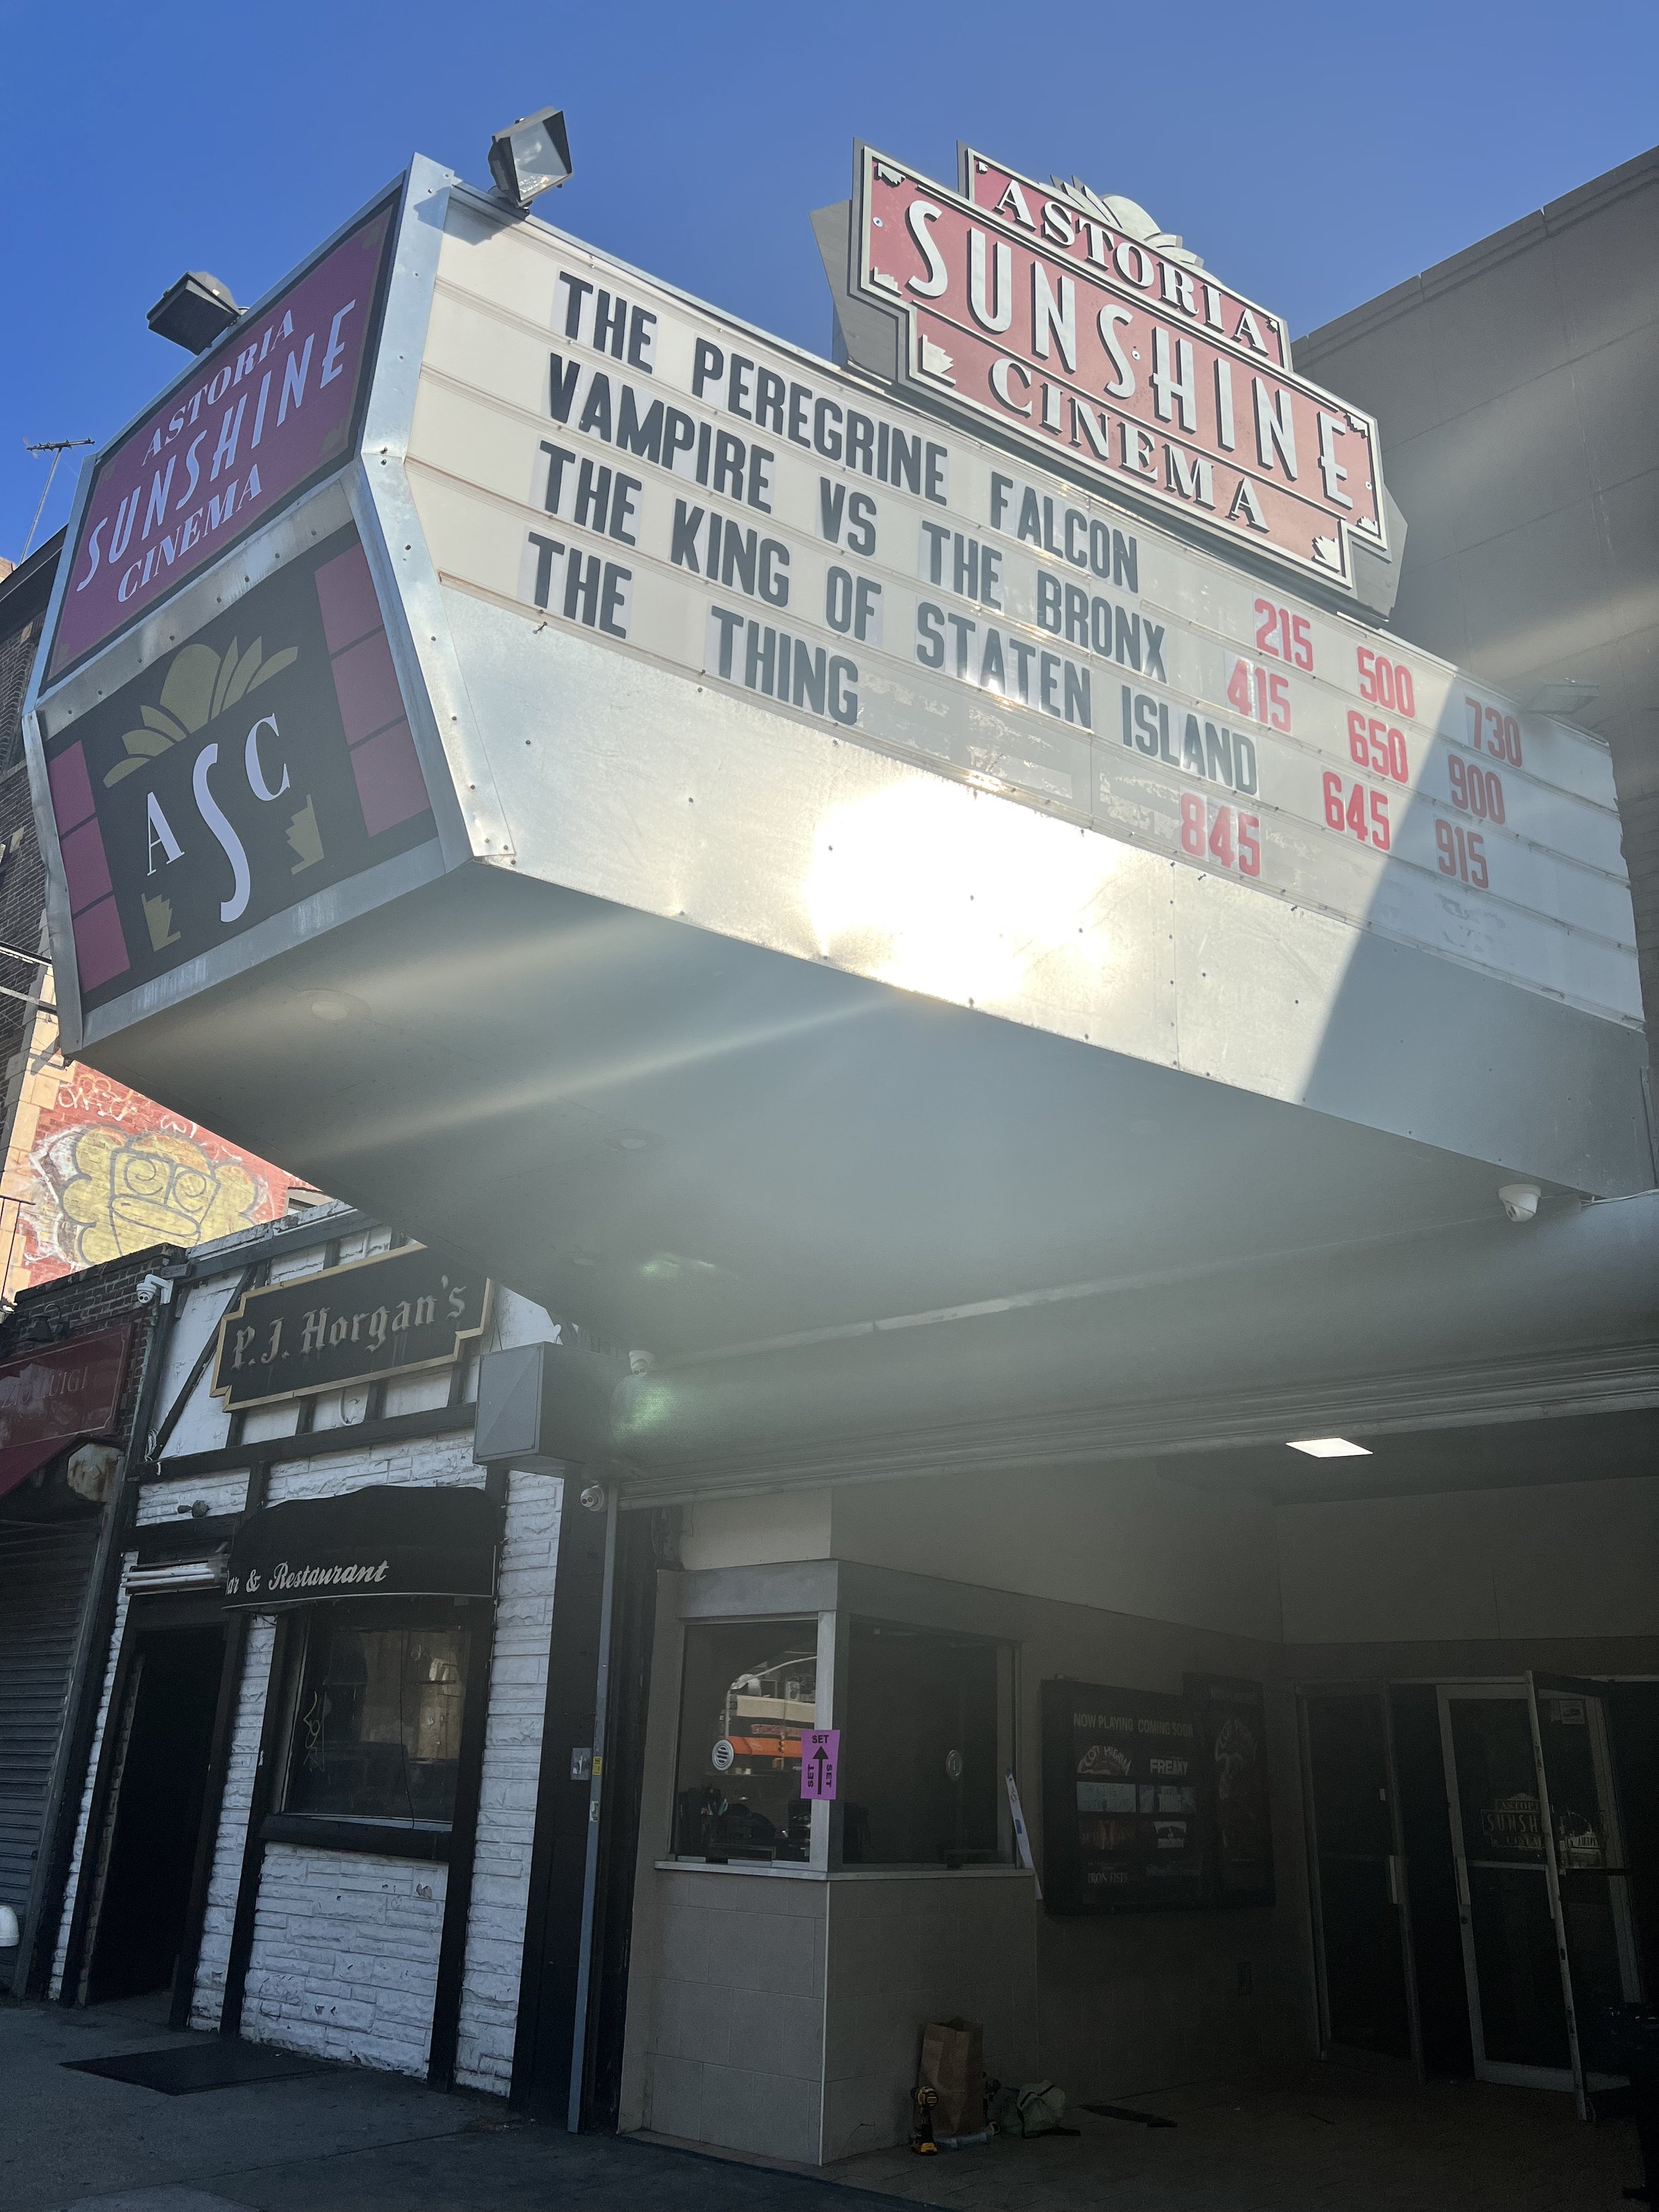 ASTORIA
SUNSHINE
CINEMA
ASTORIA
SUNSHINE
CINEMA
THE PEREGRINE FALCON 215 500 730
VAMPIRE VS THE BRONX 415 650 900
THE KING OF STATEN ISLAND 645 915
THE THING 845
ASC
P.J. Horgan's
& Restaurant
SET
SET
SET
NOW PLAYING COMING SOON
FREAKY
IRON FISTS